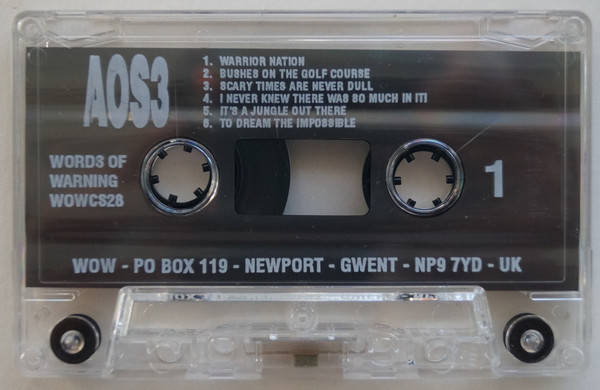 AOS3
1. WARRIOR NATION
2. BUSHES ON THE GOLF COURSE
3. SCARY TIMES ARE NEVER DULL
4. I NEVER KNEW THERE WAS SO MUCH IN IT!
5. IT'S A JUNGLE OUT THERE
6. TO DREAM THE IMPOSSIBLE
WORDS OF
WARNING
WOWCS28
1
WOW - PO BOX 119 - NEWPORT - GWENT - NP9 7YD - UK